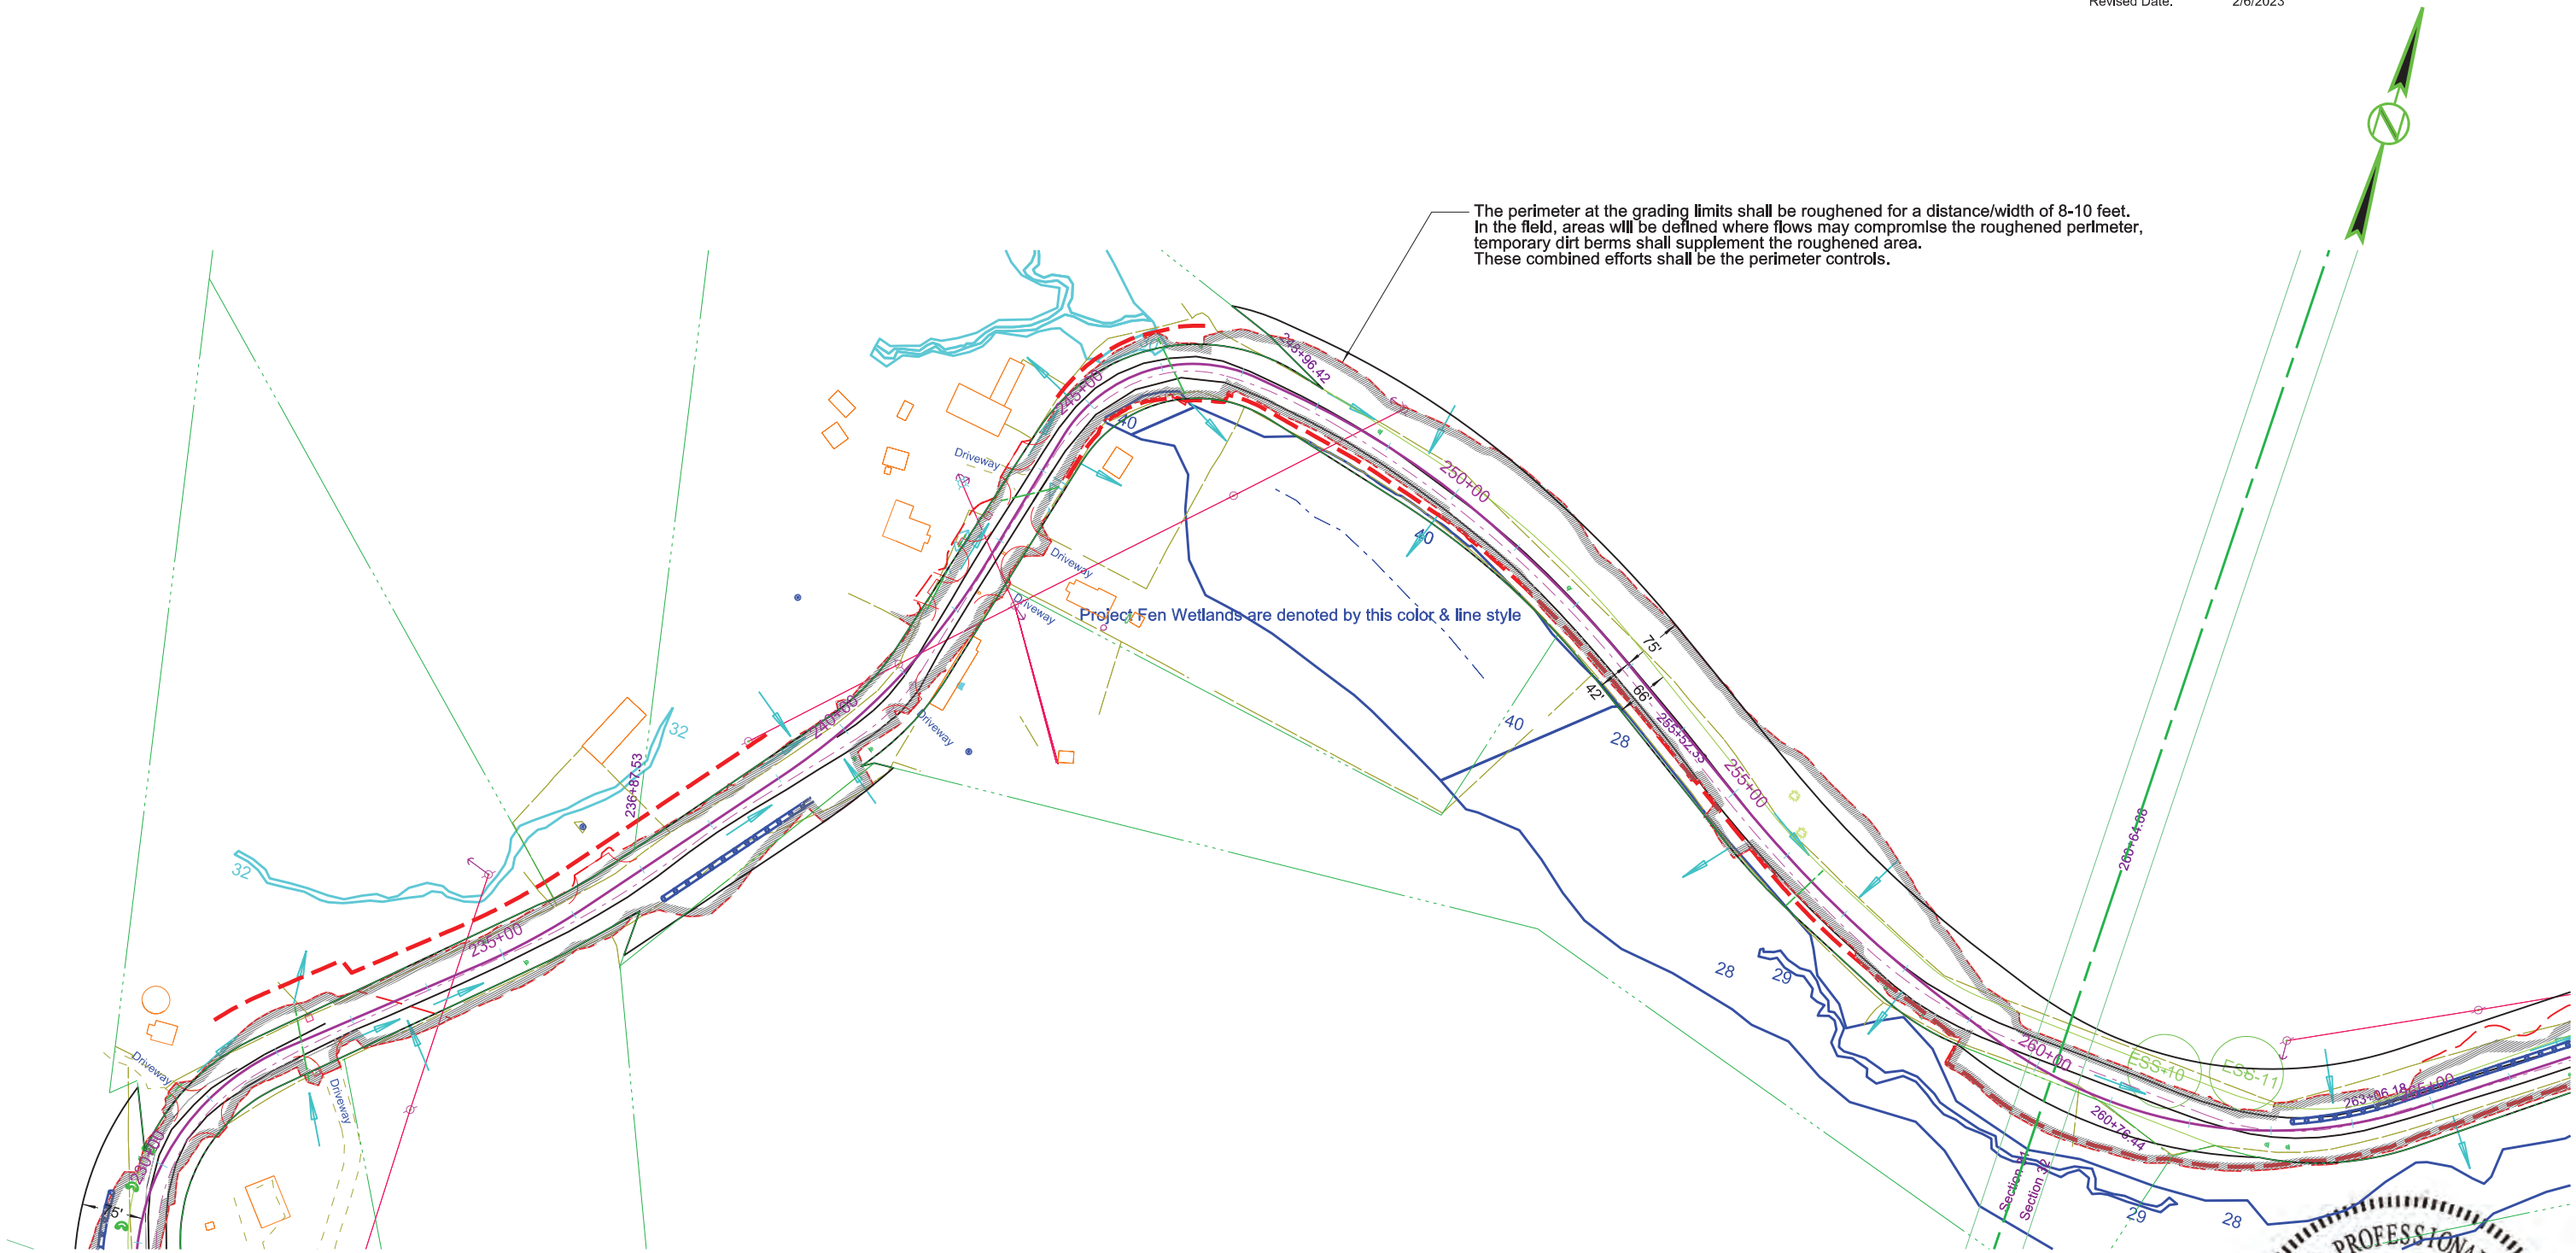 Revised Date: 2/6/2023
The perimeter at the grading limits shall be roughened for a distance/width of 8-10 feet.
In the field, areas will be defined where flows may compromise the roughened perimeter,
temporary dirt berms shall supplement the roughened area.
These combined efforts shall be the perimeter controls.
248+96.42
245+00
40
Driveway
250+00
40
Driveway
Driveway
Project Fen Wetlands are denoted by this color & line style
75'
66'
42'
32
240+00
Driveway
236+87.53
40
28
255+52.33
255+00
260+64.08
32
235+00
28
29
Driveway
Driveway
260+00
ESS-10
ESS-11
263+06.18
265+00
260+76.44
230+00
75'
Section 31
Section 32
29
28
PROFESSIONA